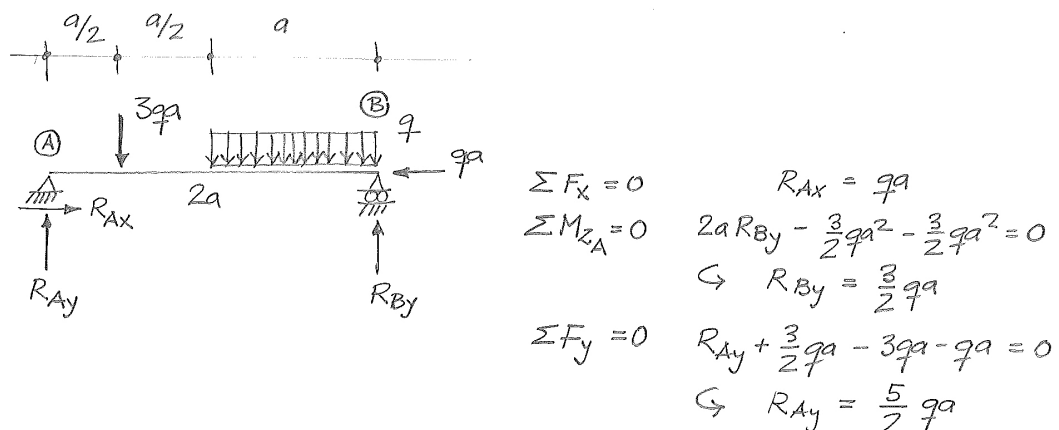 a/2 a/2 a
3qa
Ⓐ
Ⓑ
q
qa
2a
R_Ax
R_Ay
R_By
ΣF_x = 0 R_Ax = qa
ΣM_{z_A} = 0 2a R_By - 3/2 qa² - 3/2 qa² = 0
↪ R_By = 3/2 qa
ΣF_y = 0 R_Ay + 3/2 qa - 3qa - qa = 0
↪ R_Ay = 5/2 qa